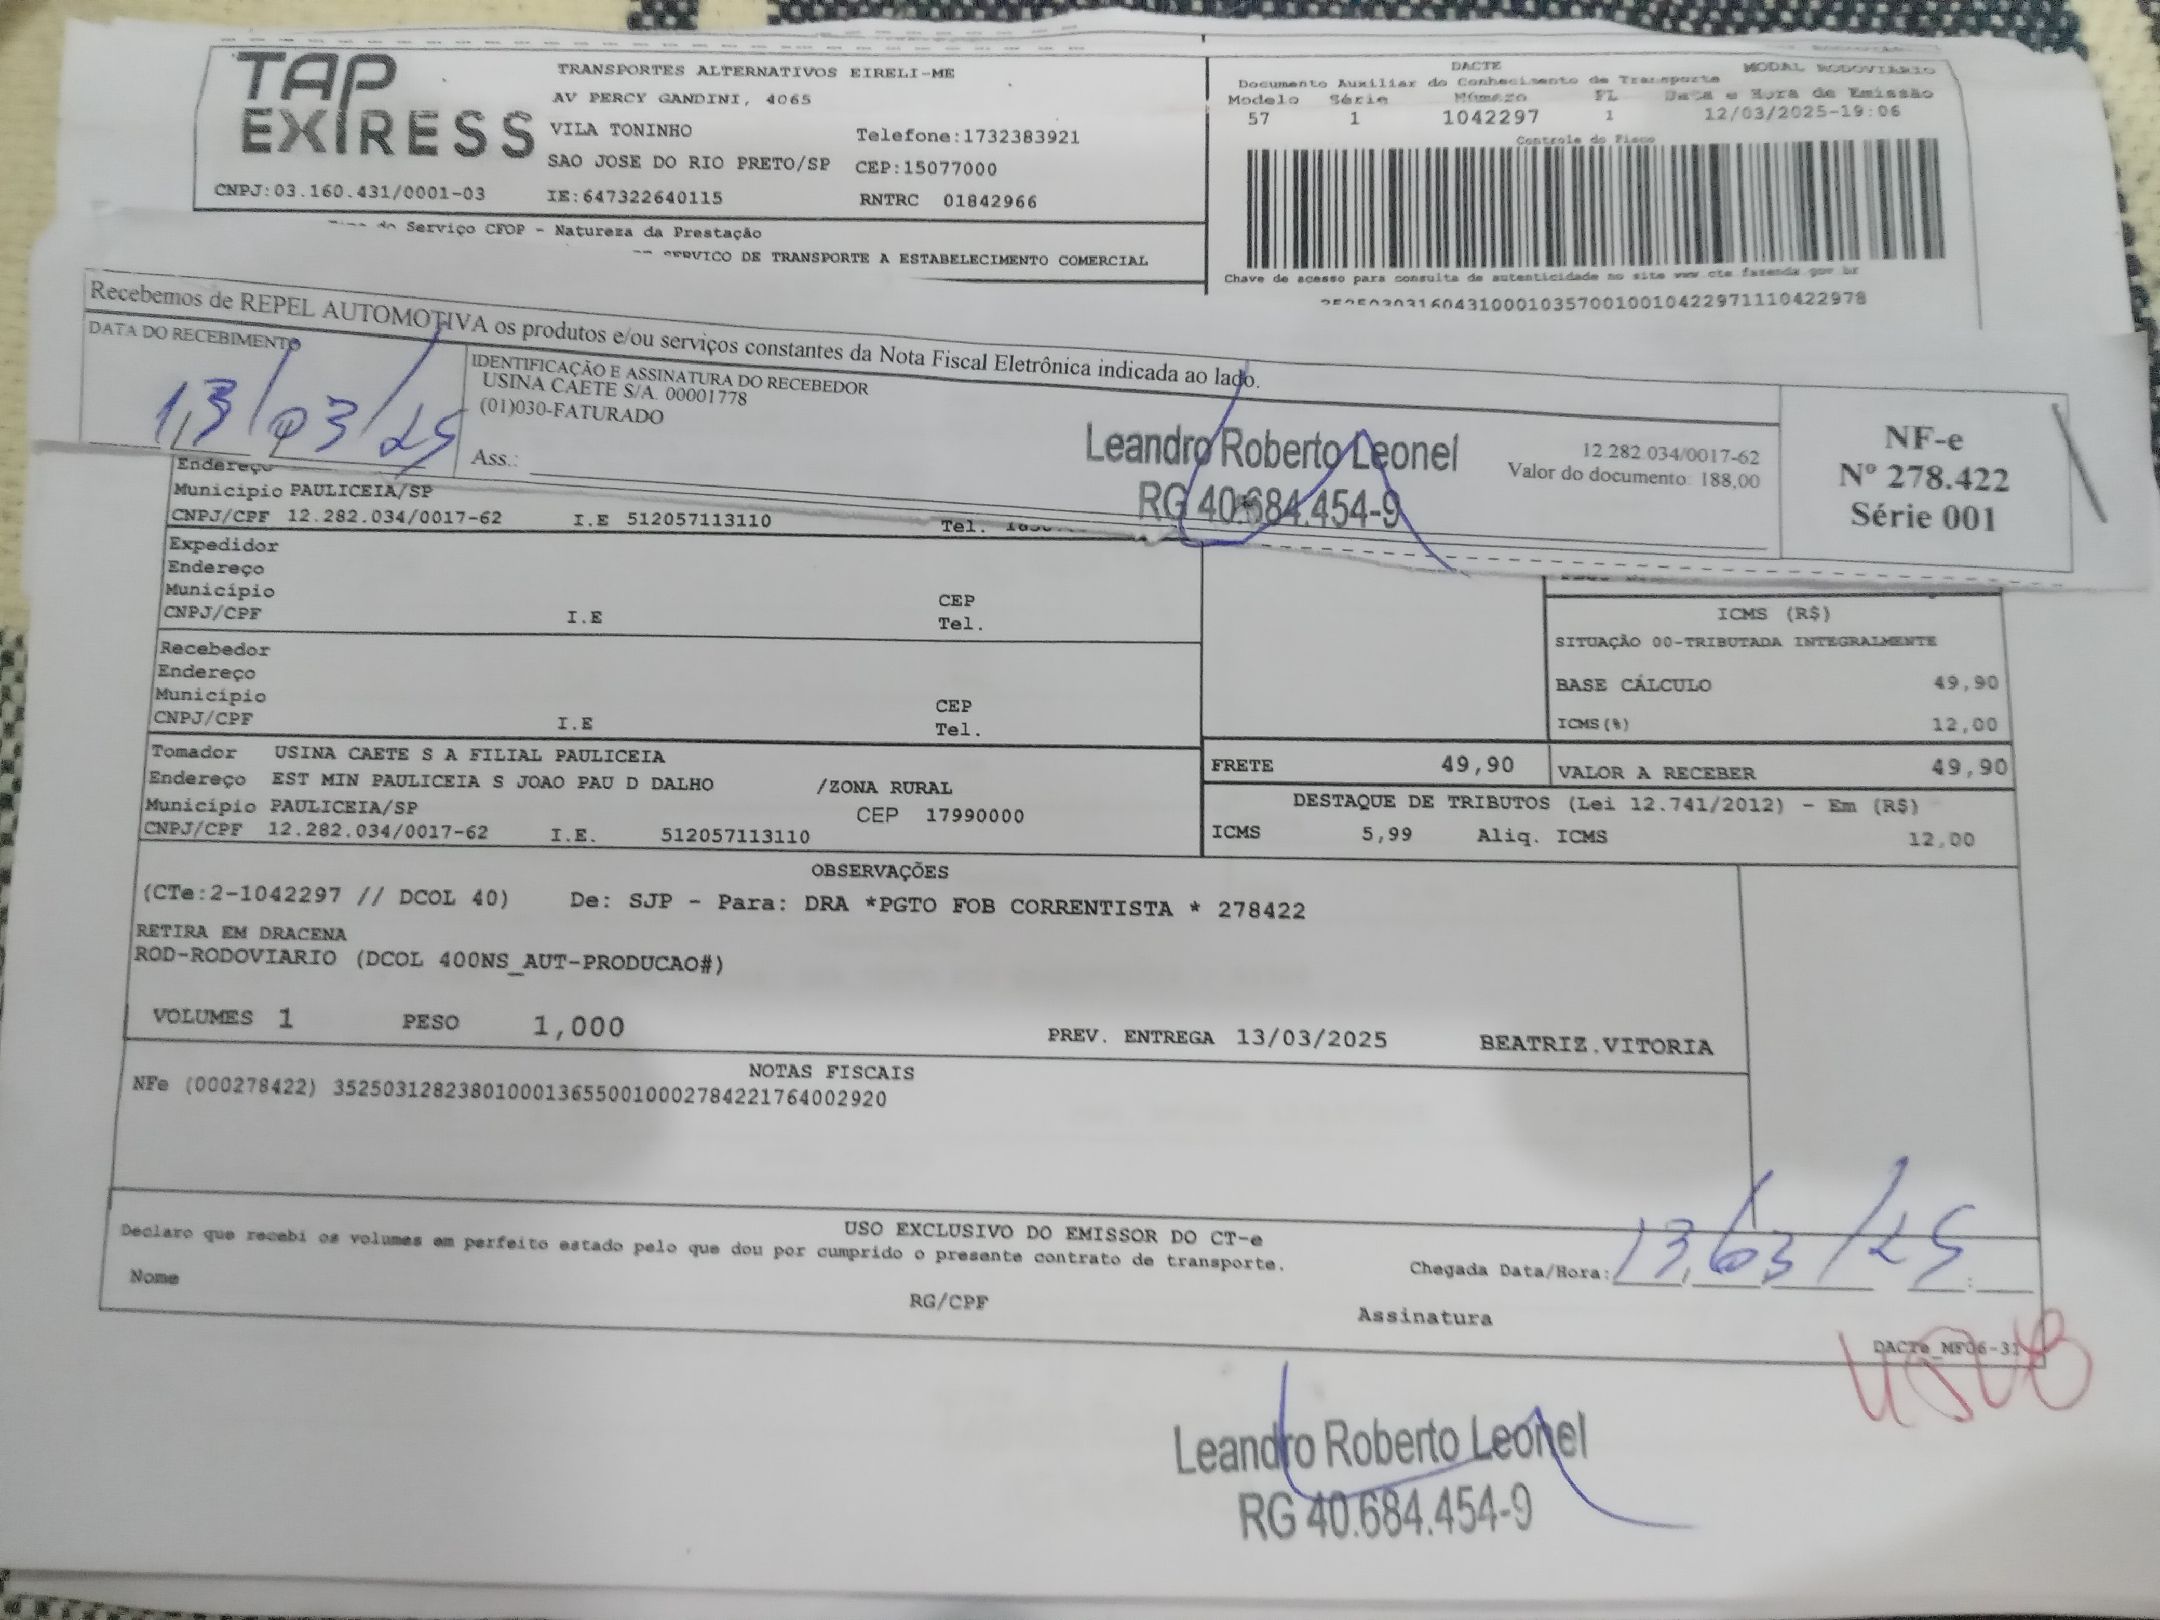 TAP EXPRESS
TRANSPORTES ALTERNATIVOS EIRELI-ME
AV PERCY GANDINI, 4065
VILA TONINHO Telefone:1732383921
SAO JOSE DO RIO PRETO/SP CEP:15077000
CNPJ:03.160.431/0001-03 IE:647322640115 RNTRC 01842966
DACTE MODAL RODOVIÁRIO
Documento Auxiliar do Conhecimento de Transporte
Modelo Série Número FL Data e Hora de Emissão
57 1 1042297 1 12/03/2025-19:06
Controle do Fisco
do Serviço CFOP - Natureza da Prestação
SERVICO DE TRANSPORTE A ESTABELECIMENTO COMERCIAL
Chave de acesso para consulta de autenticidade no site www.cte.fazenda.gov.br
Recebemos de REPEL AUTOMOTIVA os produtos e/ou serviços constantes da Nota Fiscal Eletrônica indicada ao lado.
DATA DO RECEBIMENTO
13/03/25
IDENTIFICAÇÃO E ASSINATURA DO RECEBEDOR
USINA CAETE S/A. 00001778
(01)030-FATURADO
Ass.:
Leandro Roberto Leonel
RG 40.684.454-9
12.282.034/0017-62
Valor do documento: 188,00
NF-e
Nº 278.422
Série 001
Endereço
Município PAULICEIA/SP
CNPJ/CPF 12.282.034/0017-62 I.E 512057113110 Tel.
Expedidor
Endereço
Município CEP
CNPJ/CPF I.E Tel.
Recebedor
Endereço
Município CEP
CNPJ/CPF I.E Tel.
ICMS (R$)
SITUAÇÃO 00-TRIBUTADA INTEGRALMENTE
BASE CÁLCULO 49,90
ICMS(%) 12,00
Tomador USINA CAETE S A FILIAL PAULICEIA
Endereço EST MIN PAULICEIA S JOAO PAU D DALHO /ZONA RURAL
Município PAULICEIA/SP CEP 17990000
CNPJ/CPF 12.282.034/0017-62 I.E. 512057113110
FRETE 49,90 VALOR A RECEBER 49,90
DESTAQUE DE TRIBUTOS (Lei 12.741/2012) - Em (R$)
ICMS 5,99 Aliq. ICMS 12,00
OBSERVAÇÕES
(CTe:2-1042297 // DCOL 40) De: SJP - Para: DRA *PGTO FOB CORRENTISTA * 278422
RETIRA EM DRACENA
ROD-RODOVIARIO (DCOL 400NS_AUT-PRODUCAO#)
VOLUMES 1 PESO 1,000 PREV. ENTREGA 13/03/2025 BEATRIZ.VITORIA
NOTAS FISCAIS
NFe (000278422) 35250312823801000136550010002784221764002920
USO EXCLUSIVO DO EMISSOR DO CT-e
Declaro que recebi os volumes em perfeito estado pelo que dou por cumprido o presente contrato de transporte.
Chegada Data/Hora: 13/03/25 :
Nome RG/CPF Assinatura
Leandro Roberto Leonel
RG 40.684.454-9